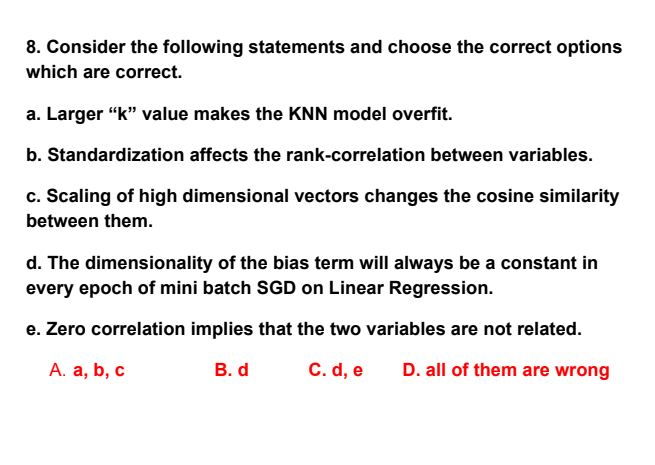 8. Consider the following statements and choose the correct options
which are correct.
a. Larger “k” value makes the KNN model overfit.
b. Standardization affects the rank-correlation between variables.
c. Scaling of high dimensional vectors changes the cosine similarity
between them.
d. The dimensionality of the bias term will always be a constant in
every epoch of mini batch SGD on Linear Regression.
e. Zero correlation implies that the two variables are not related.
A. a, b, c B. d C. d, e D. all of them are wrong